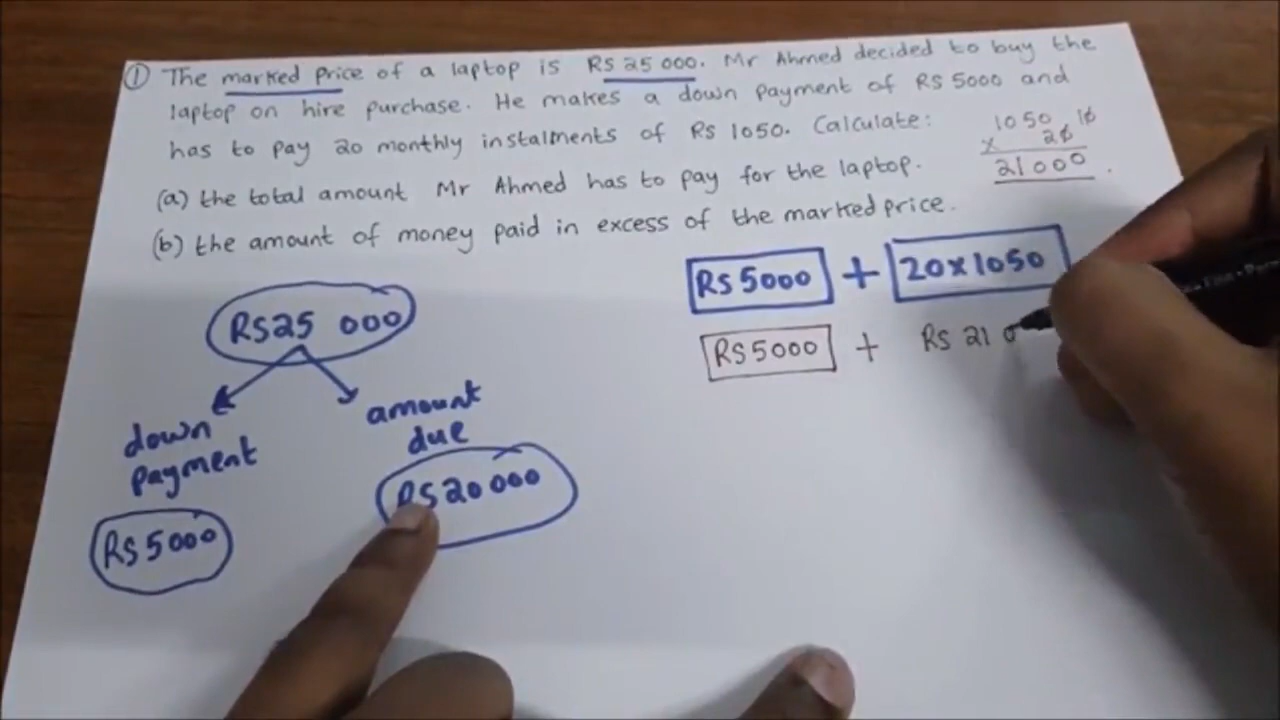 ① The marked price of a laptop is Rs 25 000. Mr Ahmed decided to buy the
laptop on hire purchase. He makes a down payment of Rs 5000 and
has to pay 20 monthly instalments of Rs 1050. Calculate:
(a) the total amount Mr Ahmed has to pay for the laptop.
(b) the amount of money paid in excess of the marked price.
1050
x
21000
Rs 5000 + 20x1050
Rs 5000 + Rs 21 0
Rs25 000
down
payment
Rs 5000
amount
due
Rs 20 000